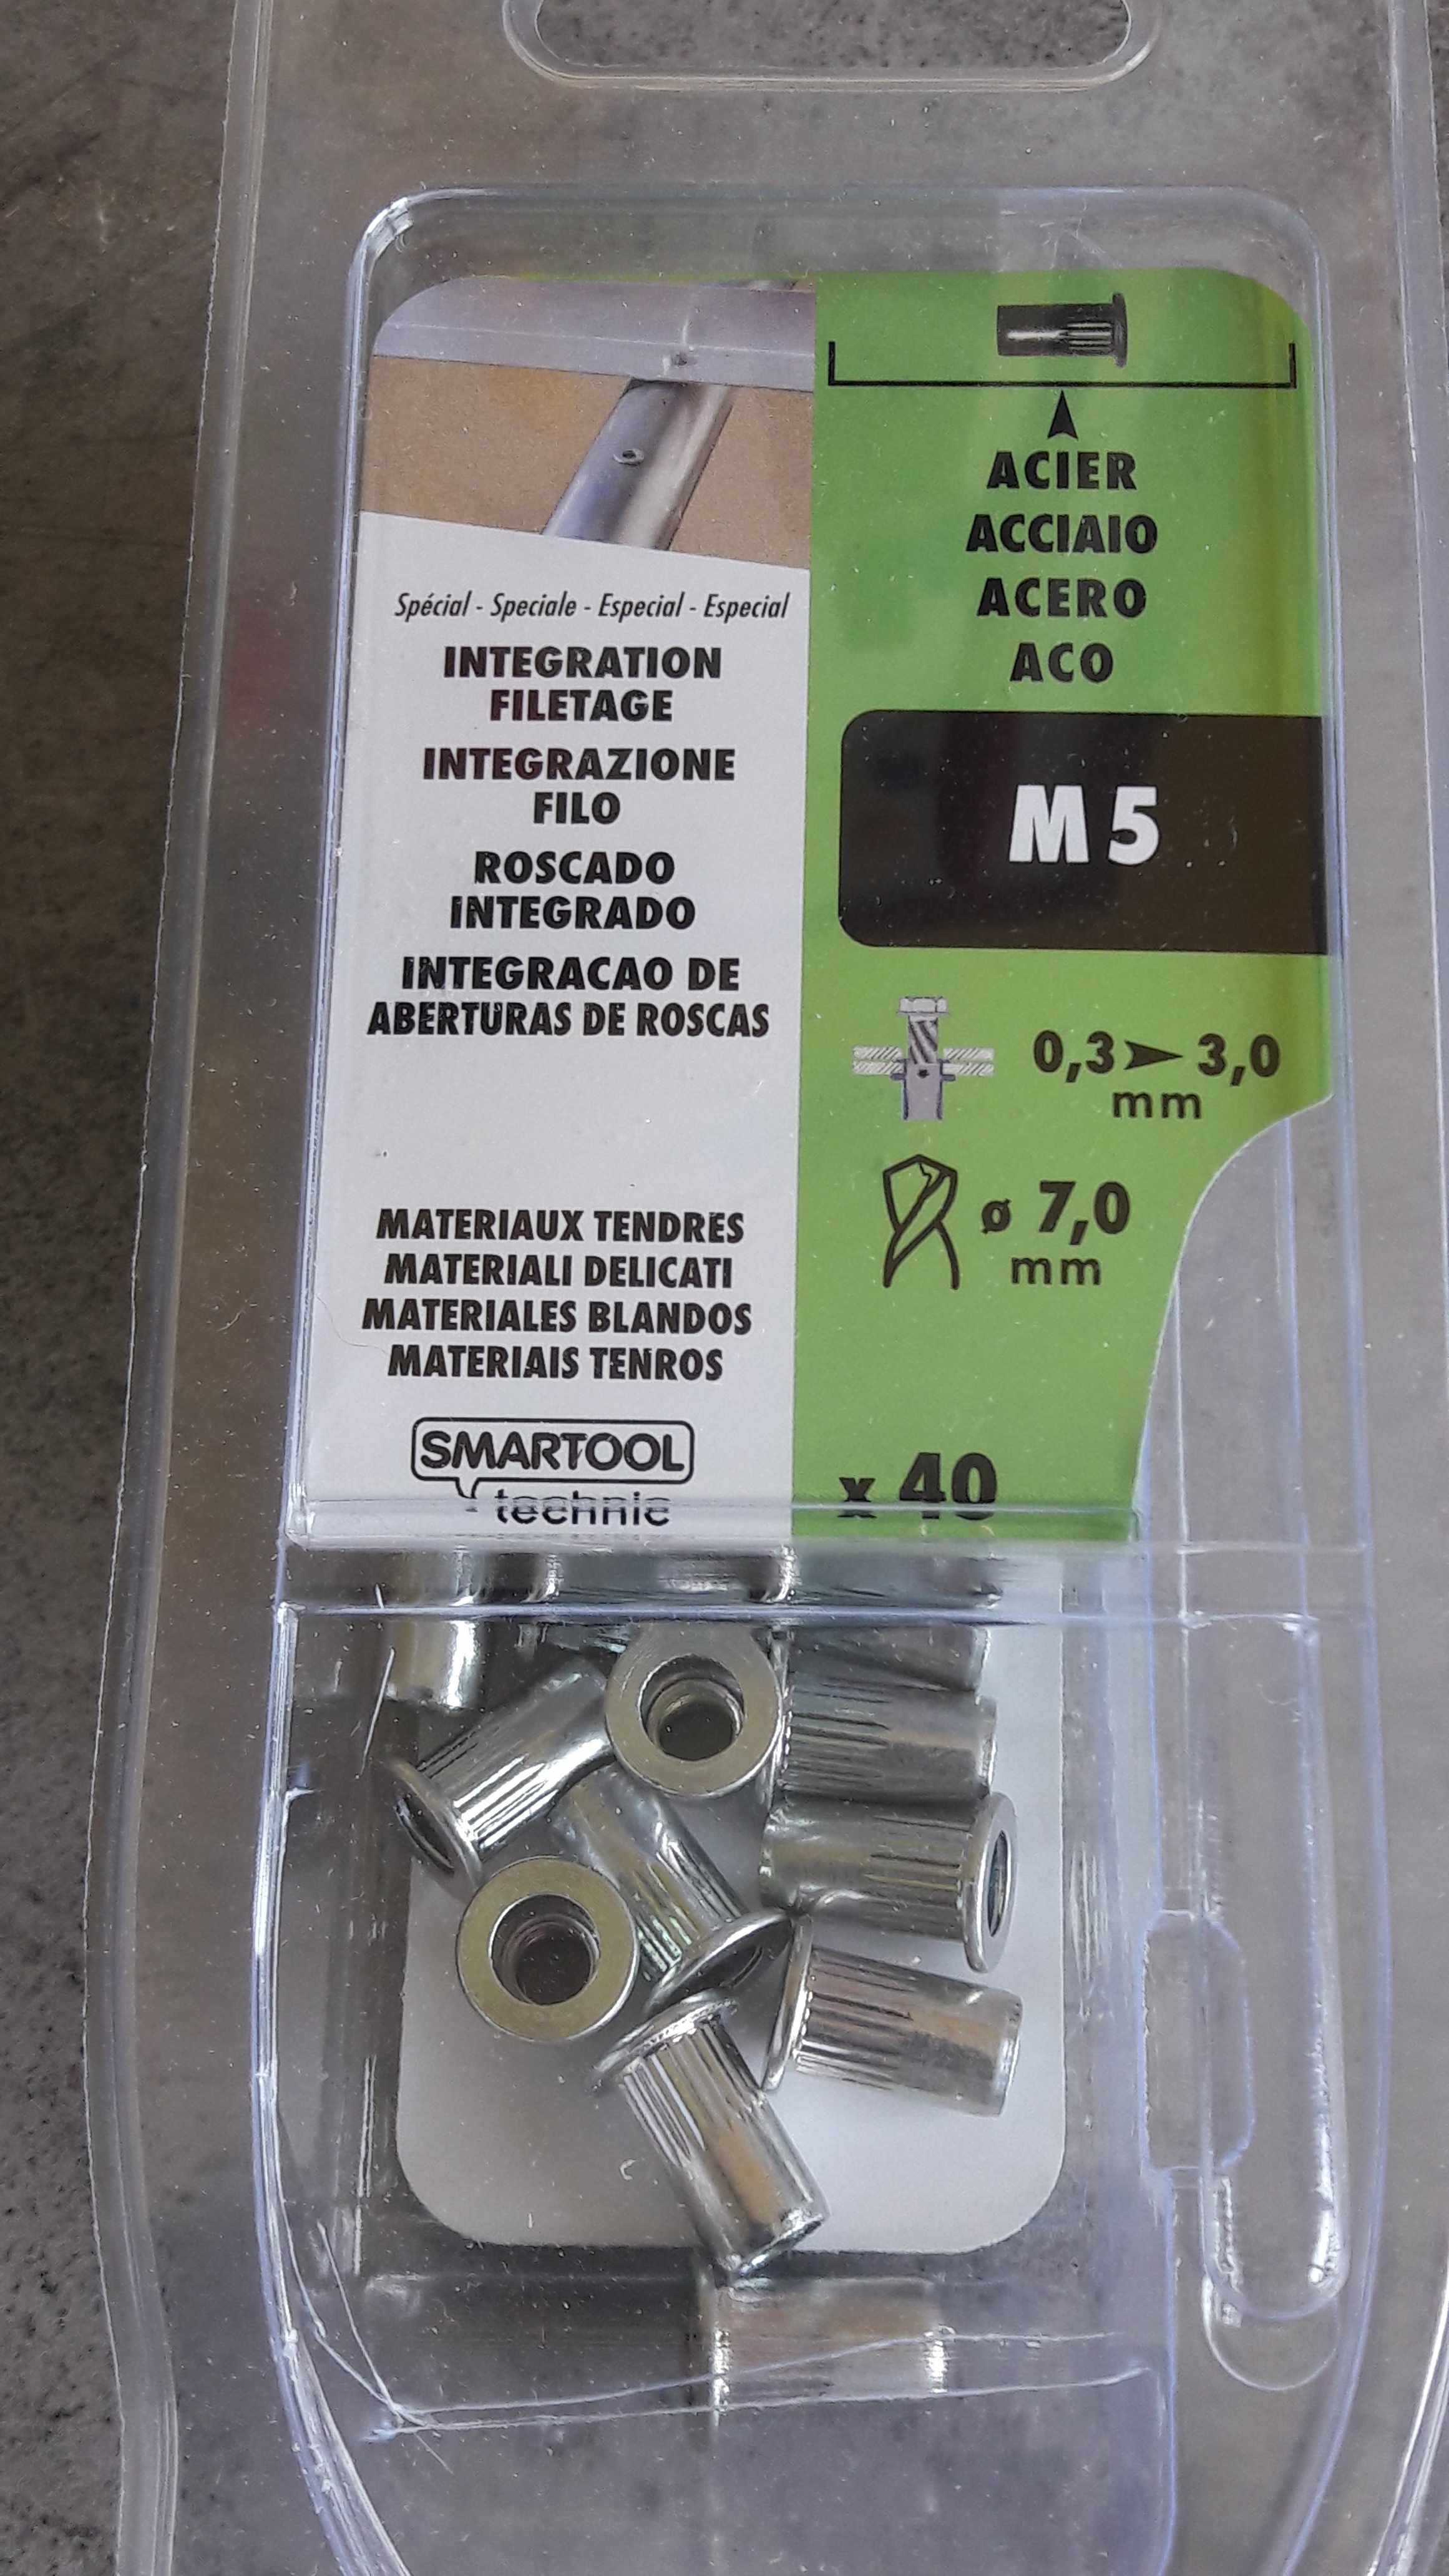 Spécial - Speciale - Especial - Especial
INTEGRATION
FILETAGE
INTEGRAZIONE
FILO
ROSCADO
INTEGRADO
INTEGRACAO DE
ABERTURAS DE ROSCAS
MATERIAUX TENDRES
MATERIALI DELICATI
MATERIALES BLANDOS
MATERIAIS TENROS
SMARTOOL
technic
ACIER
ACCIAIO
ACERO
ACO
M 5
0,3 ➤ 3,0
mm
ø 7,0
mm
x 40